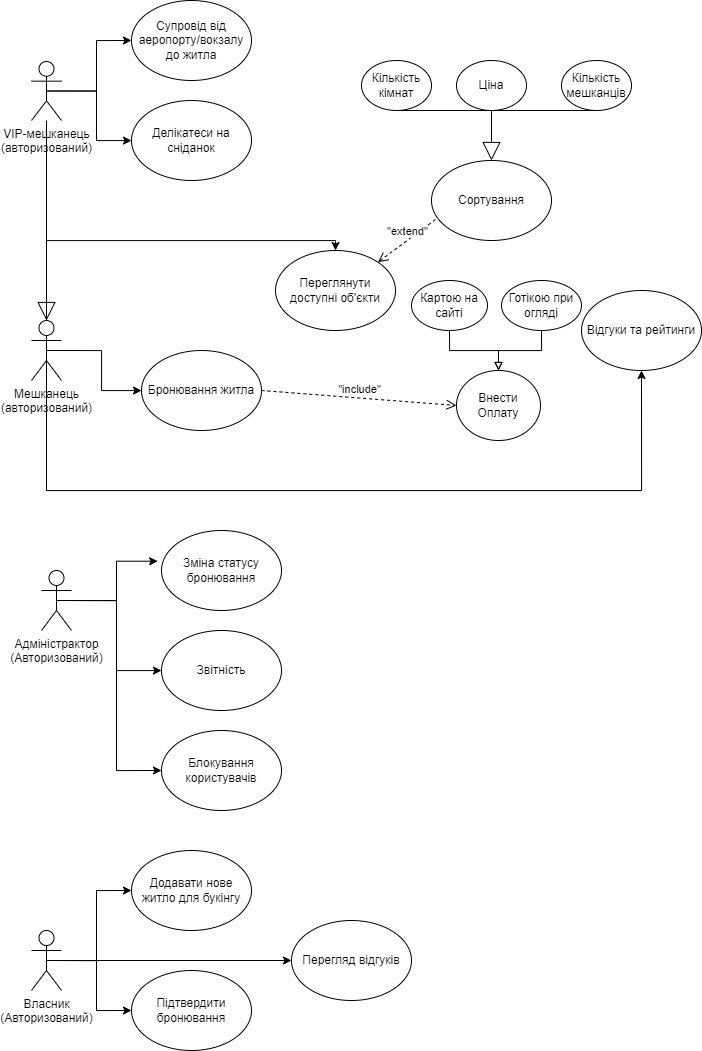 Супровід від
аеропорту/вокзалу
до житла
VIP-мешканець
(авторизований)
Делікатеси на
сніданок
Кількість
кімнат
Ціна
Кількість
мешканців
Сортування
"extend"
Переглянути
доступні об'єкти
Картою на
сайті
Готікою при
огляді
Відгуки та рейтинги
Мешканець
(авторизований)
Бронювання житла
"include"
Внести
Оплату
Зміна статусу
бронювання
Адміністрактор
(Авторизований)
Звітність
Блокування
користувачів
Додавати нове
житло для букінгу
Власник
(Авторизований)
Перегляд відгуків
Підтвердити
бронювання